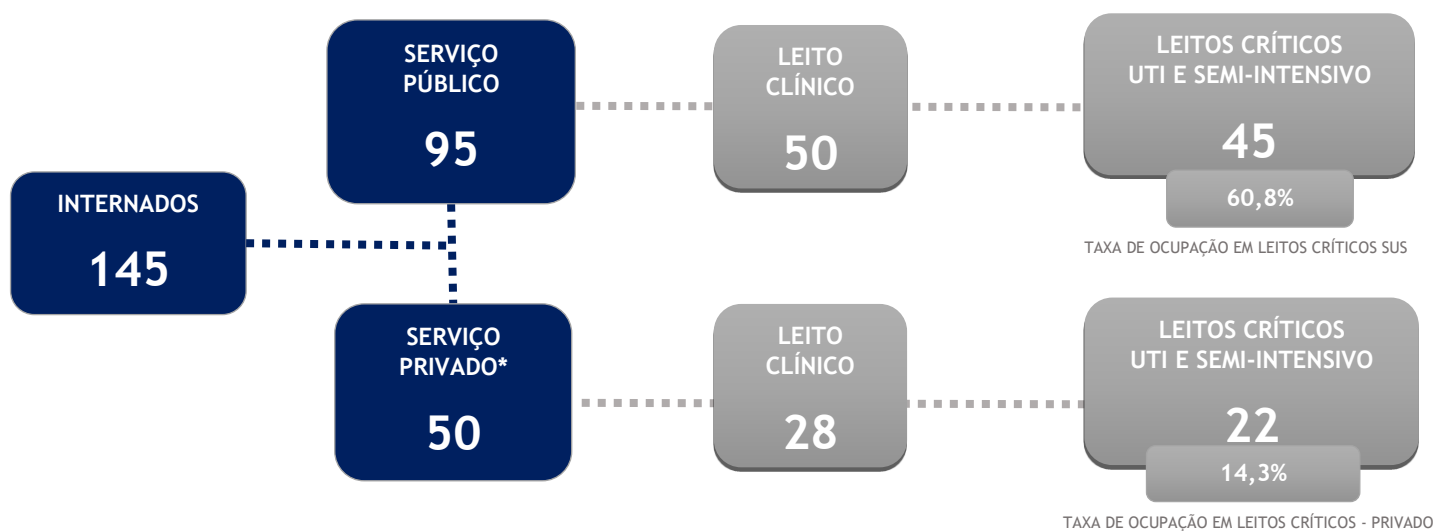 INTERNADOS
145
SERVIÇO
PÚBLICO
95
LEITO
CLÍNICO
50
LEITOS CRÍTICOS
UTI E SEMI-INTENSIVO
45
60,8%
TAXA DE OCUPAÇÃO EM LEITOS CRÍTICOS SUS
SERVIÇO
PRIVADO*
50
LEITO
CLÍNICO
28
LEITOS CRÍTICOS
UTI E SEMI-INTENSIVO
22
14,3%
TAXA DE OCUPAÇÃO EM LEITOS CRÍTICOS - PRIVADO